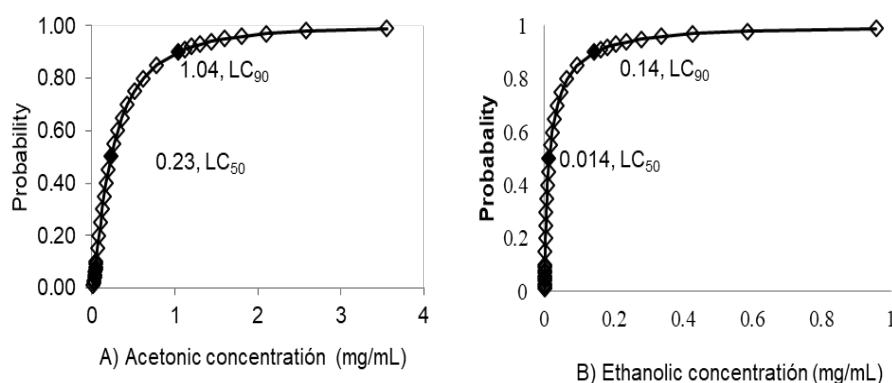 1.00
0.80
0.60
0.40
0.20
0.00
Probability
1.04, LC90
0.23, LC50
0
1
2
3
4
A) Acetonic concentratión (mg/mL)
1
0.8
0.6
0.4
0.2
0
Probabality
0.14, LC90
0.014, LC50
0
0.2
0.4
0.6
0.8
1
B) Ethanolic concentratión (mg/mL)